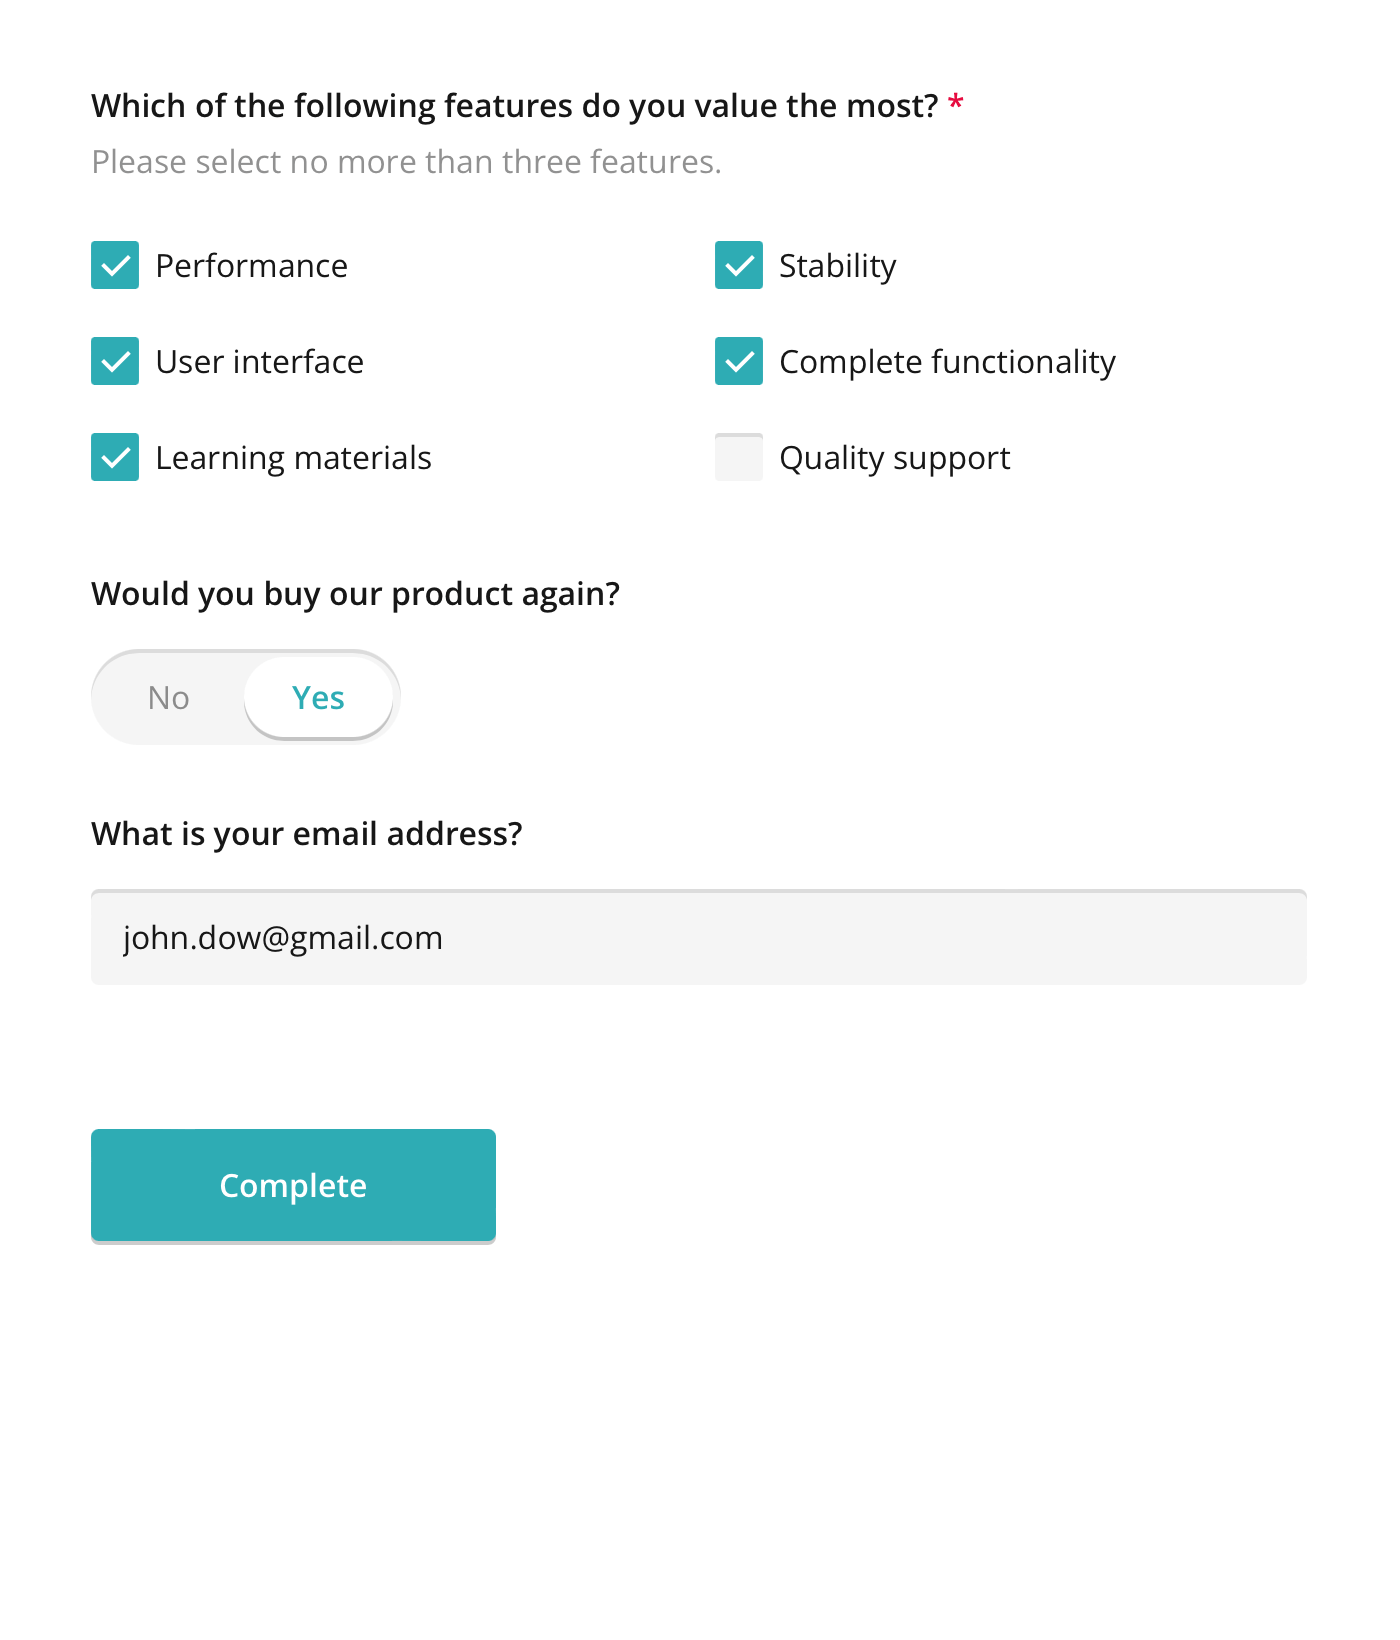 Which of the following features do you value the most? *
Please select no more than three features.
Performance
Stability
User interface
Complete functionality
Learning materials
Quality support
Would you buy our product again?
No Yes
What is your email address?
john.dow@gmail.com
Complete